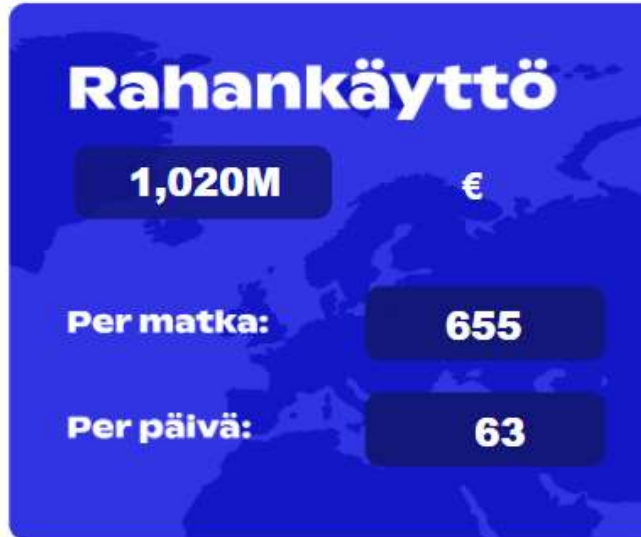 Rahankäyttö
1,020M €
Per matka: 655
Per päivä: 63